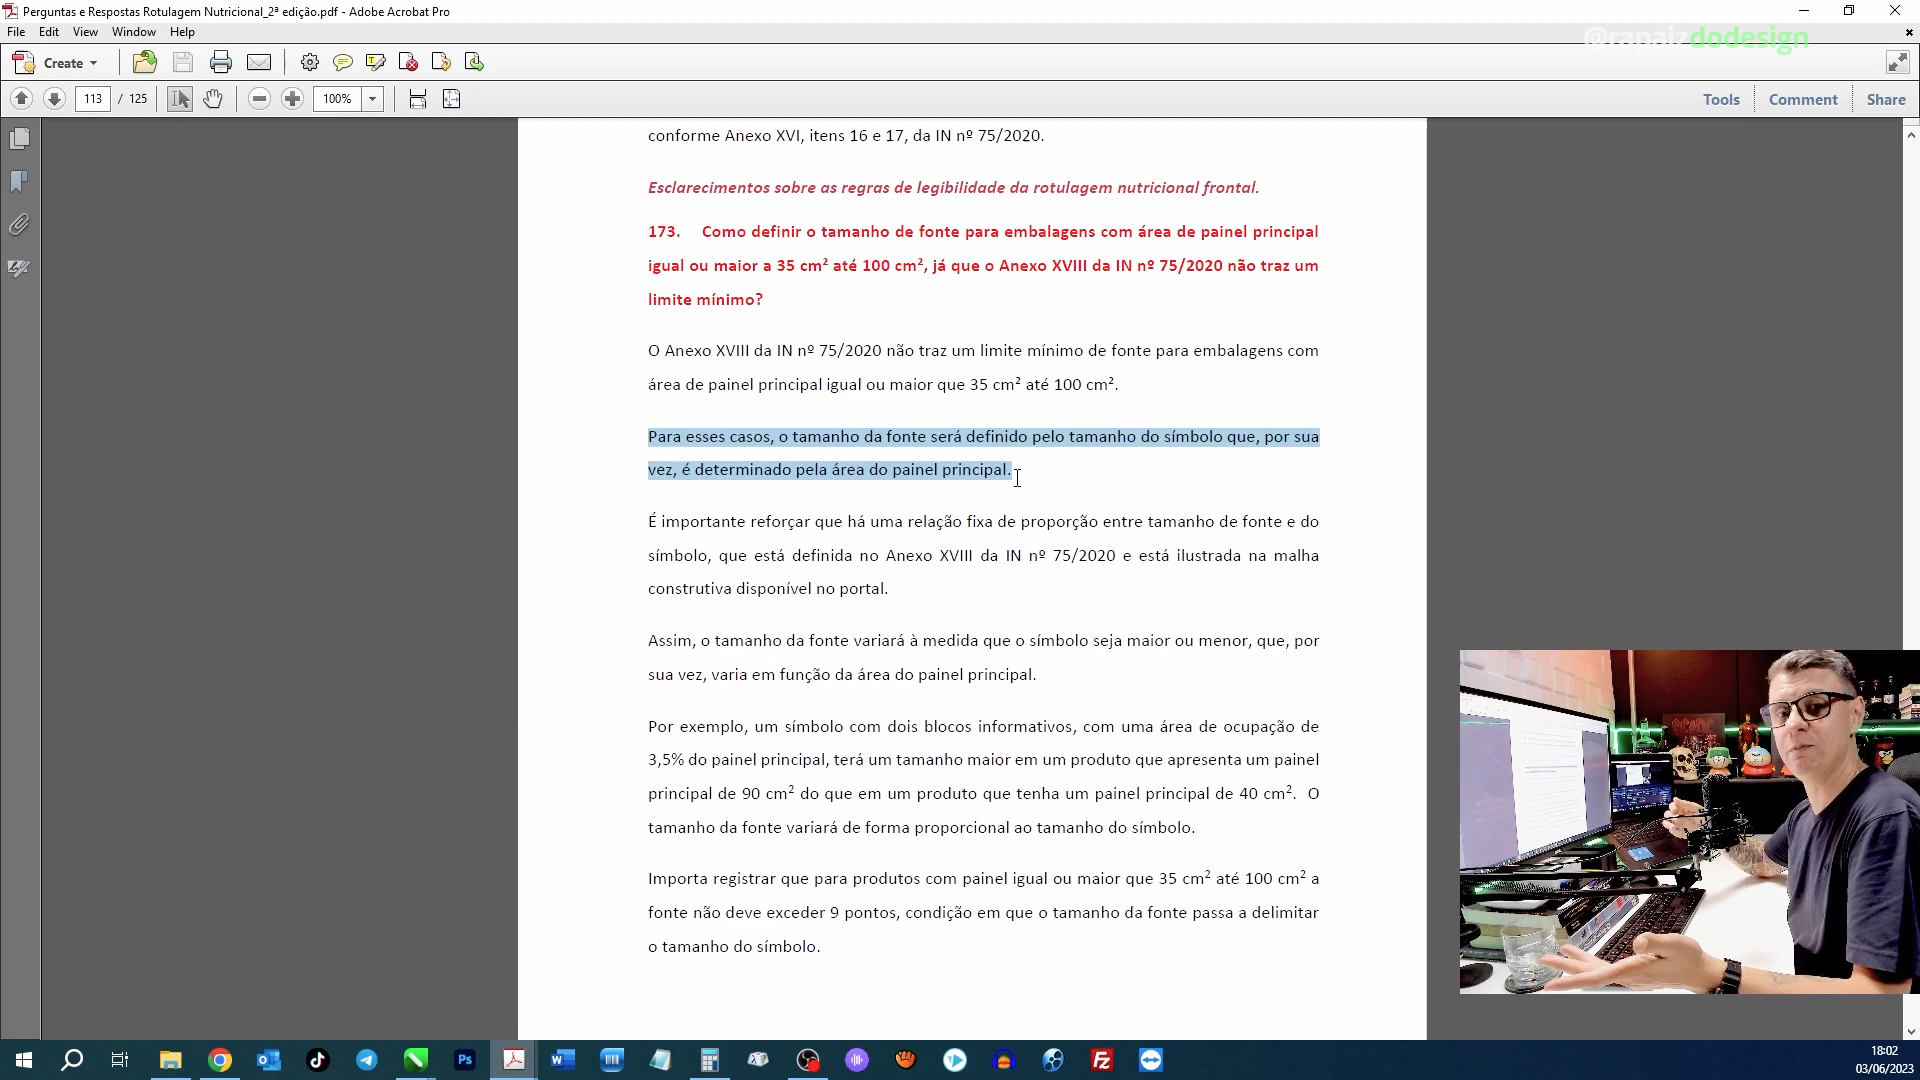 Perguntas e Respostas Rotulagem Nutricional_2ª edição.pdf - Adobe Acrobat Pro
File Edit View Window Help
@rapaizdodesign
Create
113 / 125 100% Tools Comment Share
conforme Anexo XVI, itens 16 e 17, da IN nº 75/2020.
Esclarecimentos sobre as regras de legibilidade da rotulagem nutricional frontal.
173. Como definir o tamanho de fonte para embalagens com área de painel principal
igual ou maior a 35 cm² até 100 cm², já que o Anexo XVIII da IN nº 75/2020 não traz um
limite mínimo?
O Anexo XVIII da IN nº 75/2020 não traz um limite mínimo de fonte para embalagens com
área de painel principal igual ou maior que 35 cm² até 100 cm².
Para esses casos, o tamanho da fonte será definido pelo tamanho do símbolo que, por sua
vez, é determinado pela área do painel principal.
É importante reforçar que há uma relação fixa de proporção entre tamanho de fonte e do
símbolo, que está definida no Anexo XVIII da IN nº 75/2020 e está ilustrada na malha
construtiva disponível no portal.
Assim, o tamanho da fonte variará à medida que o símbolo seja maior ou menor, que, por
sua vez, varia em função da área do painel principal.
Por exemplo, um símbolo com dois blocos informativos, com uma área de ocupação de
3,5% do painel principal, terá um tamanho maior em um produto que apresenta um painel
principal de 90 cm² do que em um produto que tenha um painel principal de 40 cm². O
tamanho da fonte variará de forma proporcional ao tamanho do símbolo.
Importa registrar que para produtos com painel igual ou maior que 35 cm² até 100 cm² a
fonte não deve exceder 9 pontos, condição em que o tamanho da fonte passa a delimitar
o tamanho do símbolo.
Ps
18:02
03/06/2023